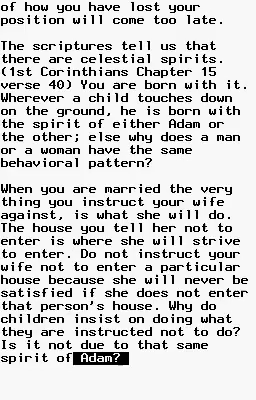 of how you have lost your
position will come too late.
The scriptures tell us that
there are celestial spirits.
(1st Corinthians Chapter 15
verse 40) You are born with it.
Wherever a child touches down
on the ground, he is born with
the spirit of either Adam or
the other; else why does a man
or a woman have the same
behavioral pattern?
When you are married the very
thing you instruct your wife
against, is what she will do.
The house you tell her not to
enter is where she will strive
to enter. Do not instruct your
wife not to enter a particular
house because she will never be
satisfied if she does not enter
that person's house. Why do
children insist on doing what
they are instructed not to do?
Is it not due to that same
spirit of Adam?